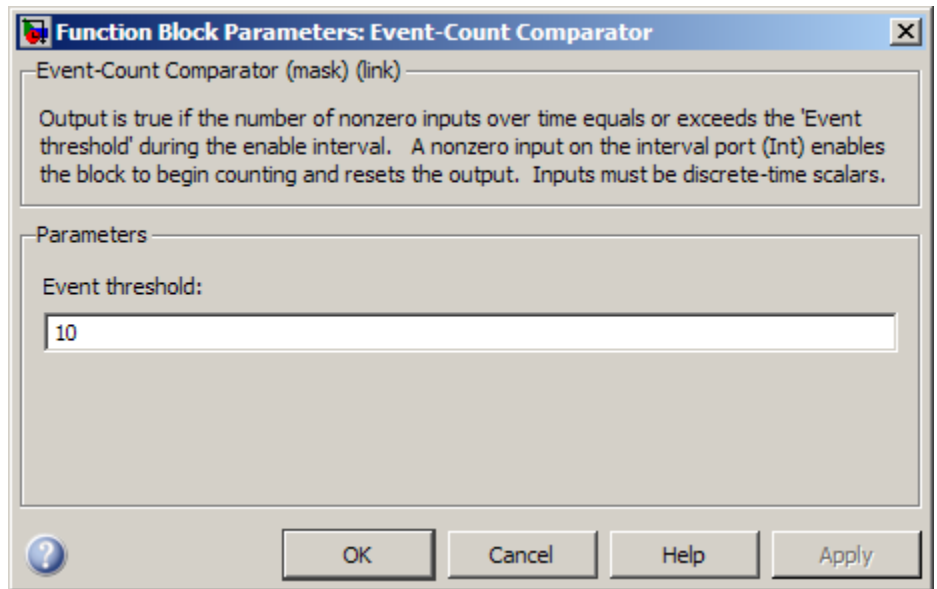 Function Block Parameters: Event-Count Comparator
Event-Count Comparator (mask) (link)
Output is true if the number of nonzero inputs over time equals or exceeds the 'Event
threshold' during the enable interval.   A nonzero input on the interval port (Int) enables
the block to begin counting and resets the output.  Inputs must be discrete-time scalars.
Parameters
Event threshold:
10
OK Cancel Help Apply